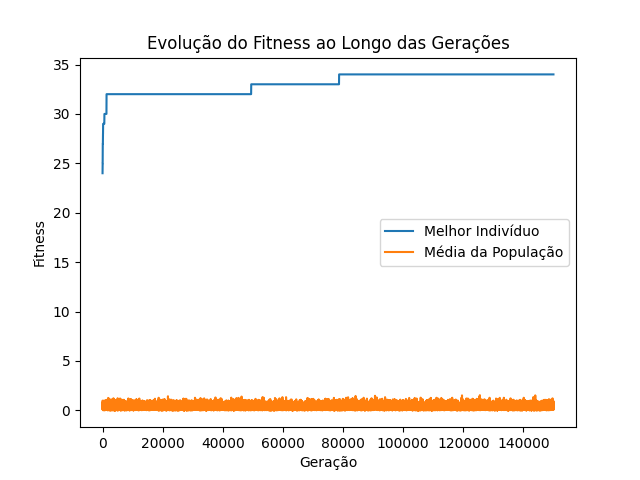 Evolução do Fitness ao Longo das Gerações
35
30
25
20
15
10
5
0
Fitness
Melhor Indivíduo
Média da População
0 20000 40000 60000 80000 100000 120000 140000
Geração